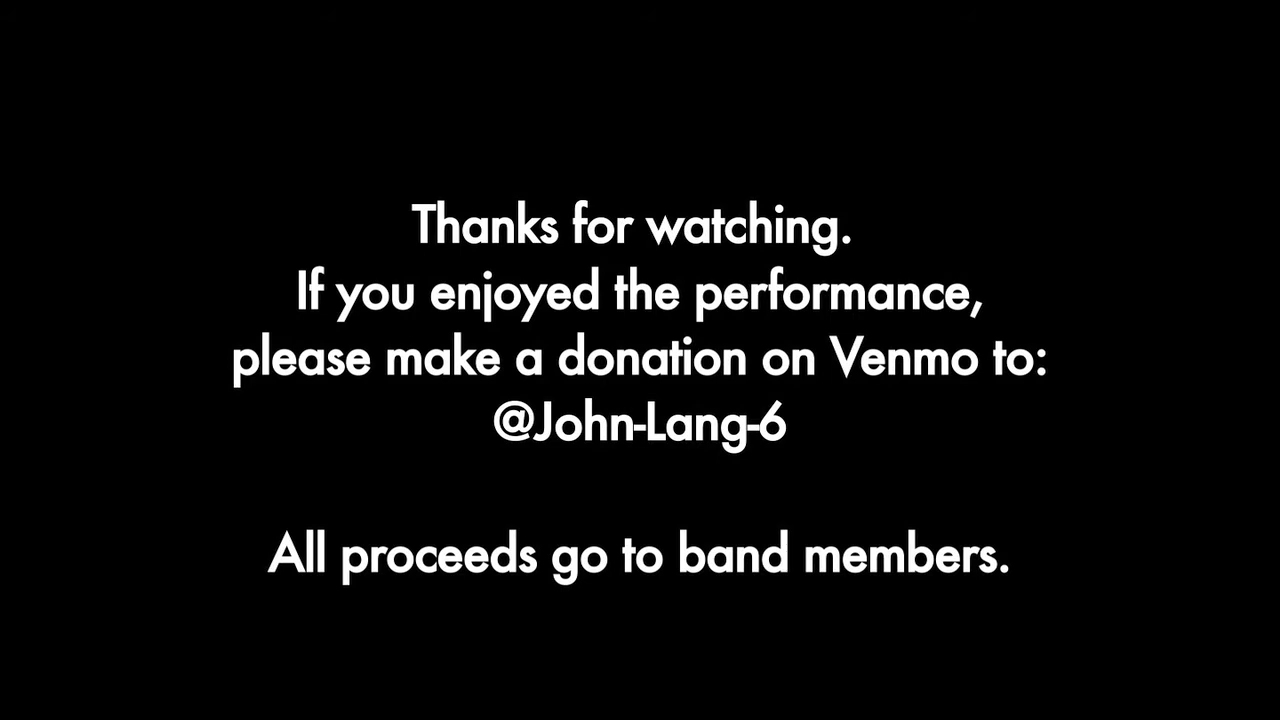 Thanks for watching.
If you enjoyed the performance,
please make a donation on Venmo to:
@John-Lang-6
All proceeds go to band members.